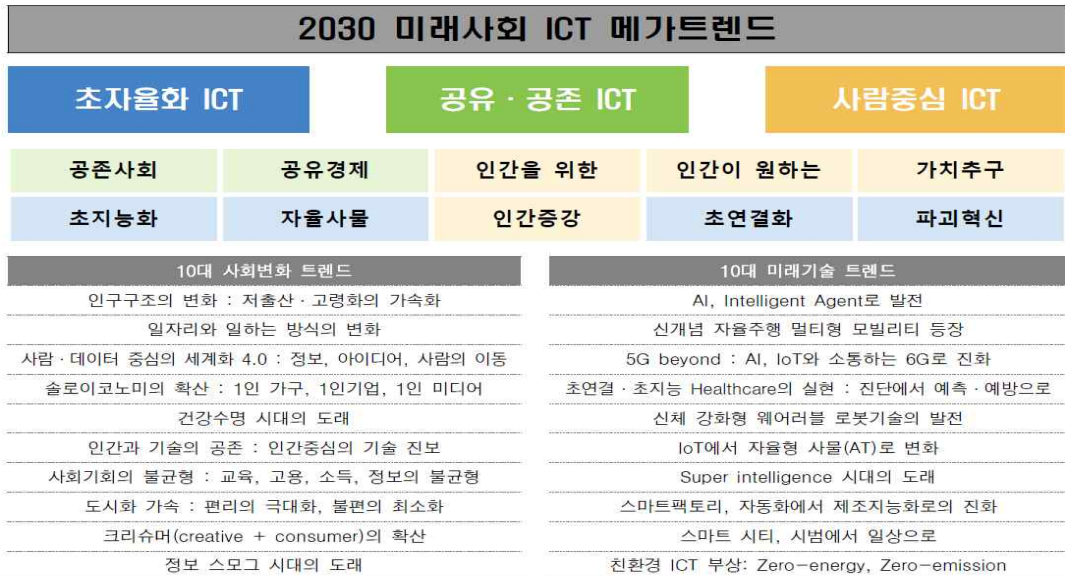 2030 미래사회 ICT 메가트렌드
초자율화 ICT
공유·공존 ICT
사람중심 ICT
공존사회
공유경제
인간을 위한
인간이 원하는
가치추구
초지능화
자율사물
인간증강
초연결화
파괴혁신
10대 사회변화 트렌드
인구구조의 변화 : 저출산·고령화의 가속화
일자리와 일하는 방식의 변화
사람·데이터 중심의 세계화 4.0 : 정보, 아이디어, 사람의 이동
솔로이코노미의 확산 : 1인 가구, 1인기업, 1인 미디어
건강수명 시대의 도래
인간과 기술의 공존 : 인간중심의 기술 진보
사회기회의 불균형 : 교육, 고용, 소득, 정보의 불균형
도시화 가속 : 편리의 극대화, 불편의 최소화
크리슈머(creative + consumer)의 확산
정보 스모그 시대의 도래
10대 미래기술 트렌드
AI, Intelligent Agent로 발전
신개념 자율주행 멀티형 모빌리티 등장
5G beyond : AI, IoT와 소통하는 6G로 진화
초연결·초지능 Healthcare의 실현 : 진단에서 예측·예방으로
신체 강화형 웨어러블 로봇기술의 발전
IoT에서 자율형 사물(AT)로 변화
Super intelligence 시대의 도래
스마트팩토리, 자동화에서 제조지능화로의 진화
스마트 시티, 시범에서 일상으로
친환경 ICT 부상: Zero-energy, Zero-emission